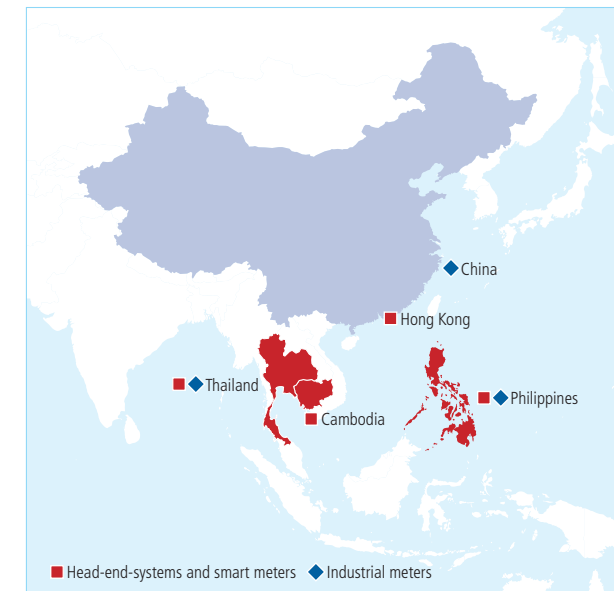 China
Hong Kong
Thailand
Philippines
Cambodia
Head-end-systems and smart meters Industrial meters